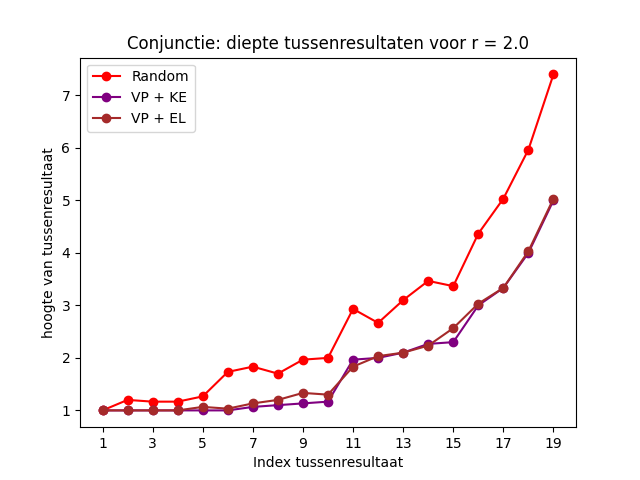 Conjunctie: diepte tussenresultaten voor r = 2.0
Random
VP + KE
VP + EL
hoogte van tussenresultaat
7
6
5
4
3
2
1
1 3 5 7 9 11 13 15 17 19
Index tussenresultaat